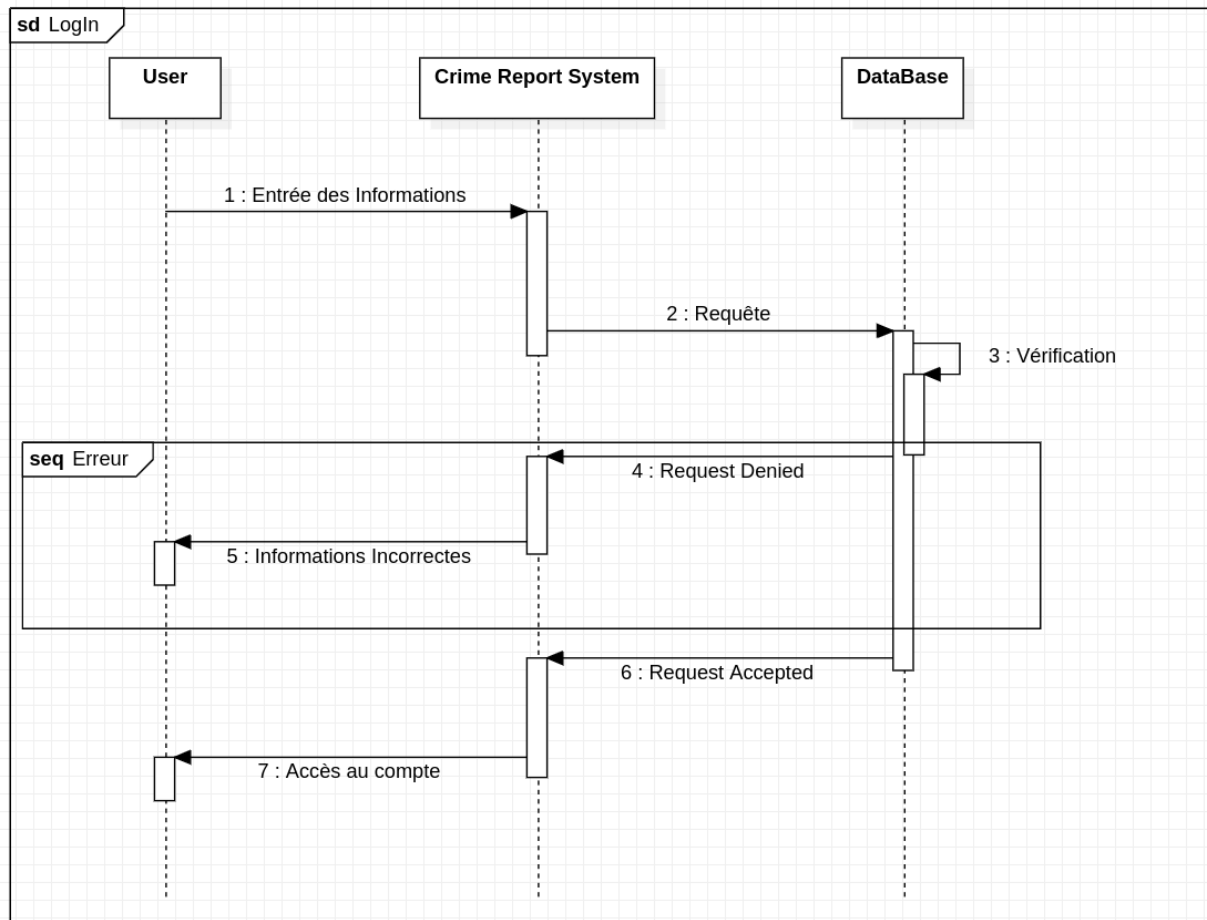 sd LogIn
User
Crime Report System
DataBase
1 : Entrée des Informations
2 : Requête
3 : Vérification
seq Erreur
4 : Request Denied
5 : Informations Incorrectes
6 : Request Accepted
7 : Accès au compte